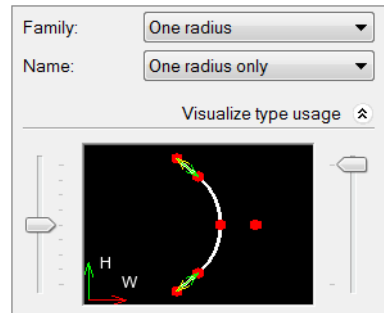 Family: One radius
Name: One radius only
Visualize type usage
H
W